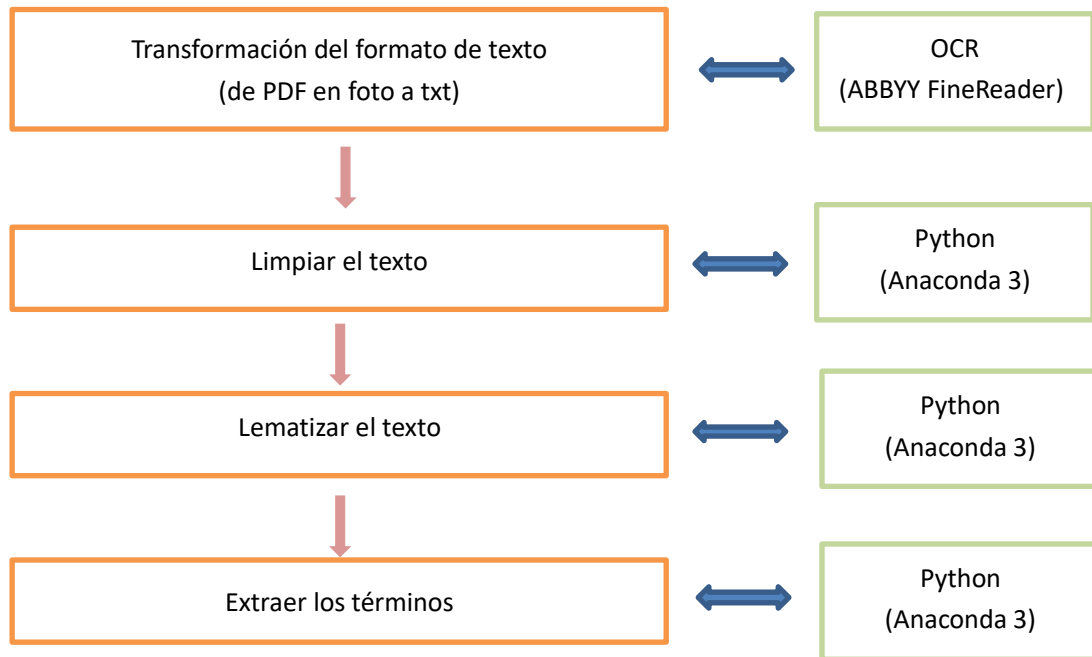 Transformación del formato de texto
(de PDF en foto a txt)
OCR
(ABBYY FineReader)
Limpiar el texto
Python
(Anaconda 3)
Lematizar el texto
Python
(Anaconda 3)
Extraer los términos
Python
(Anaconda 3)